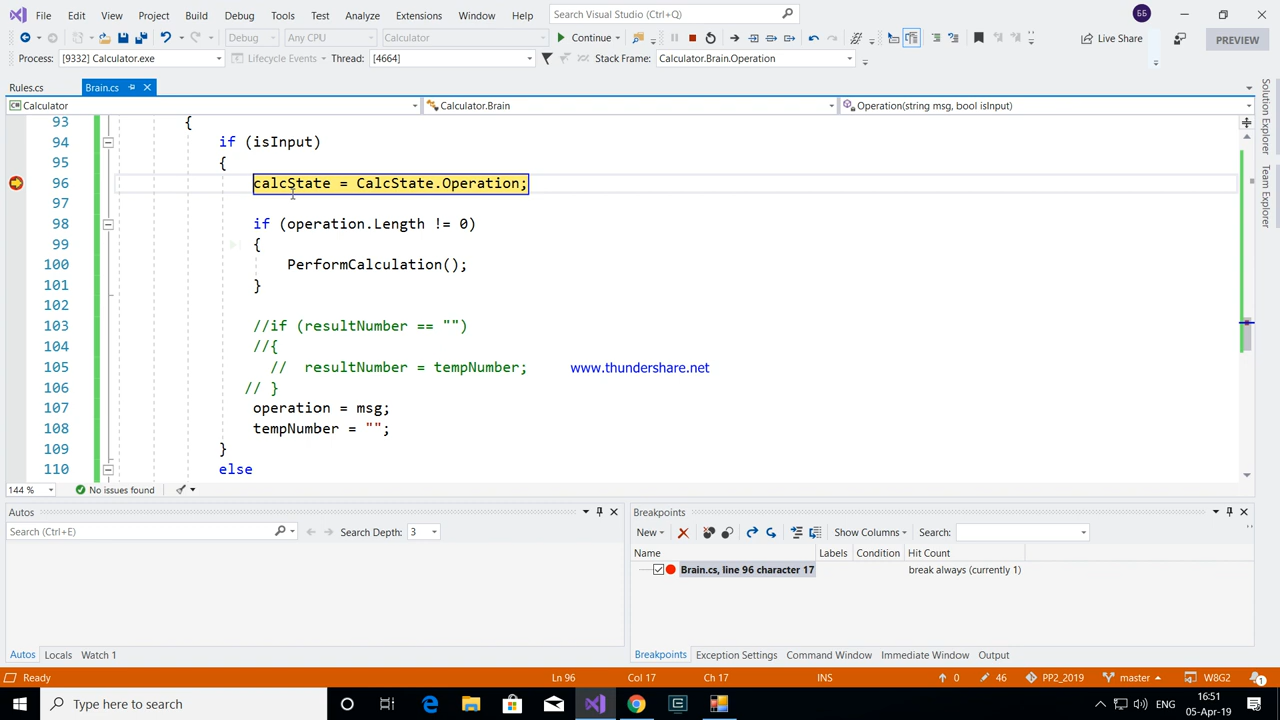 File Edit View Project Build Debug Tools Test Analyze Extensions Window Help Search Visual Studio (Ctrl+Q) ББ
Debug Any CPU Calculator Continue Live Share PREVIEW
Process: [9332] Calculator.exe Lifecycle Events Thread: [4664] Stack Frame: Calculator.Brain.Operation
Rules.cs Brain.cs
Calculator Calculator.Brain Operation(string msg, bool isInput)
93 {
94 if (isInput)
95 {
96 calcState = CalcState.Operation;
97
98 if (operation.Length != 0)
99 {
100 PerformCalculation();
101 }
102
103 //if (resultNumber == "")
104 //{
105 // resultNumber = tempNumber; www.thundershare.net
106 // }
107 operation = msg;
108 tempNumber = "";
109 }
110 else
144 % No issues found
Solution Explorer
Team Explorer
Autos
Search (Ctrl+E) Search Depth: 3
Autos Locals Watch 1
Breakpoints
New Show Columns Search:
Name Labels Condition Hit Count
Brain.cs, line 96 character 17 break always (currently 1)
Breakpoints Exception Settings Command Window Immediate Window Output
Ready Ln 96 Col 17 Ch 17 INS 0 46 PP2_2019 master W8G2 1
Type here to search ENG 16:51
05-Apr-19